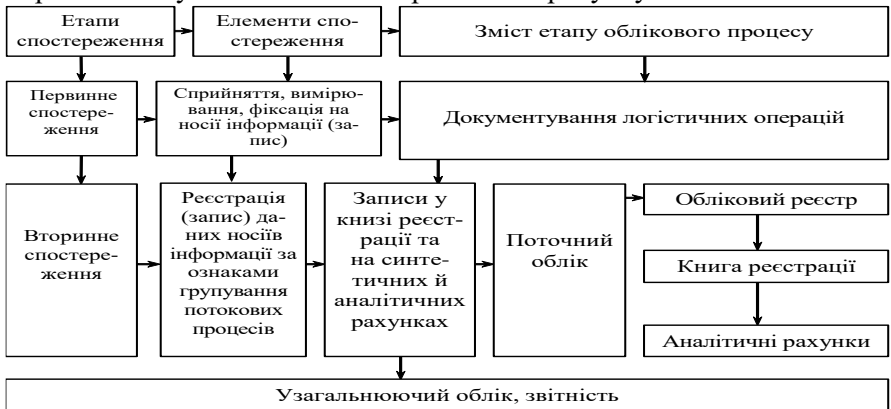 Етапи
спостереження
Елементи спо-
стереження
Зміст етапу облікового процесу
Первинне
спостере-
ження
Сприйняття, вимірю-
вання, фіксація на
носії інформації (за-
пис)
Документування логістичних операцій
Вторинне
спостере-
ження
Реєстрація
(запис) да-
них носіїв
інформації за
ознаками
групування
потокових
процесів
Записи у
книзі реєст-
рації та
на синте-
тичних й
аналітичних
рахунках
Поточний
облік
Обліковий реєстр
Книга реєстрації
Аналітичні рахунки
Узагальнюючий облік, звітність